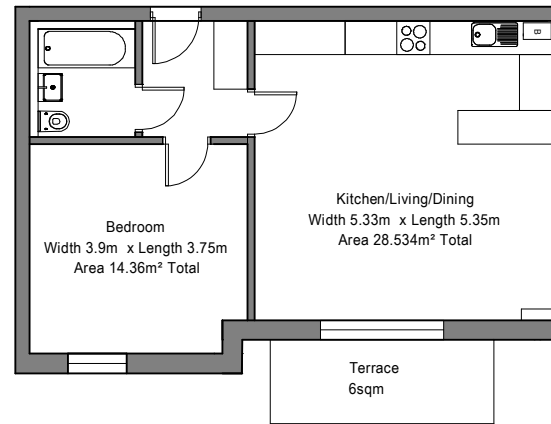 B
Kitchen/Living/Dining
Width 5.33m x Length 5.35m
Area 28.534m² Total
Bedroom
Width 3.9m x Length 3.75m
Area 14.36m² Total
Terrace
6sqm